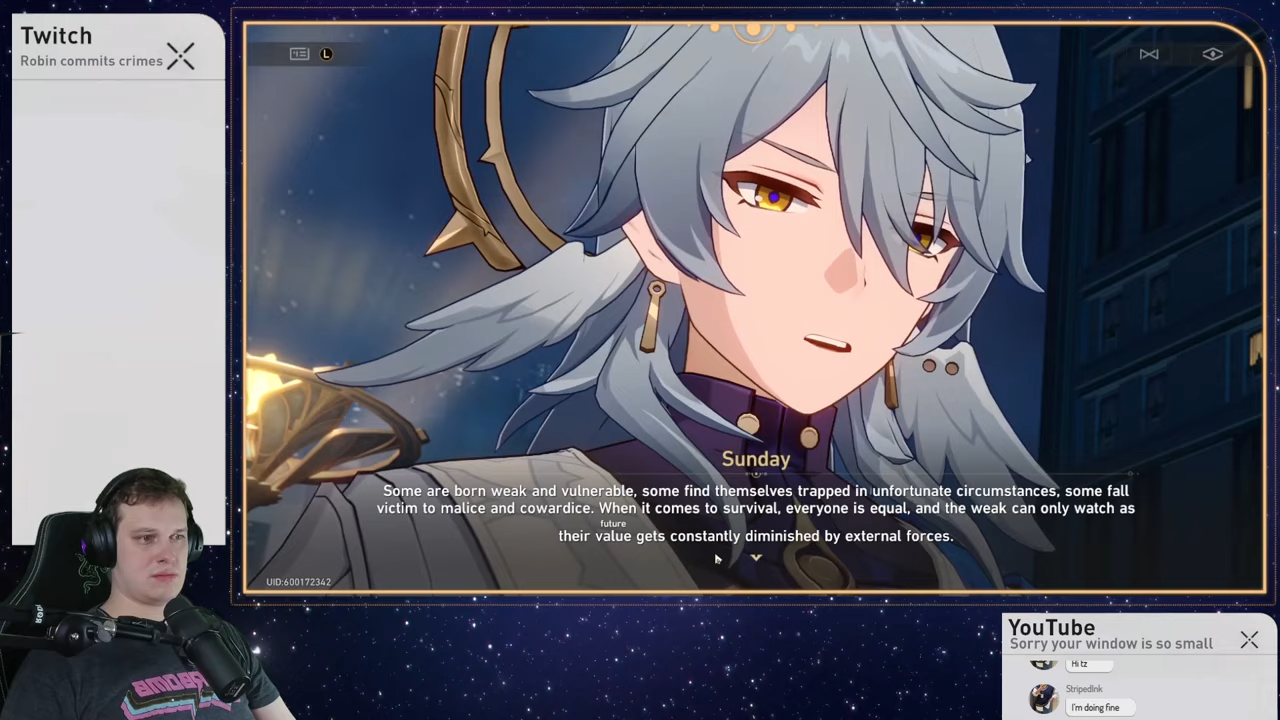 Twitch
Robin commits crimes
L
Sunday
Some are born weak and vulnerable, some find themselves trapped in unfortunate circumstances, some fall
victim to malice and cowardice. When it comes to survival, everyone is equal, and the weak can only watch as
future
their value gets constantly diminished by external forces.
UID:600172342
YouTube
Sorry your window is so small
Hi tz
StripedInk
I'm doing fine